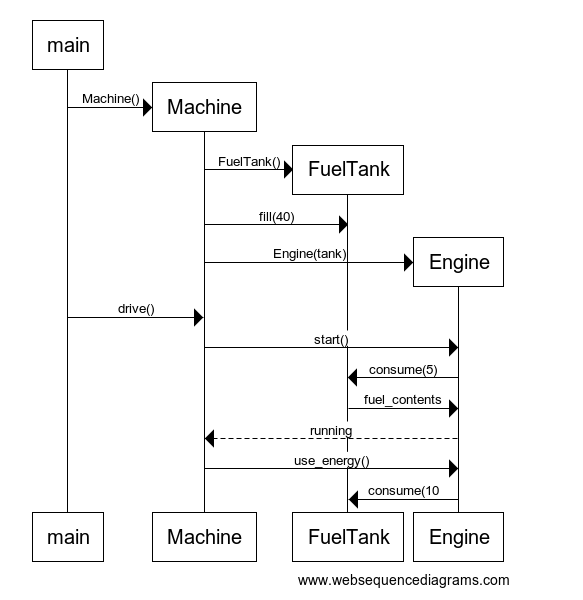 main
Machine()
Machine
FuelTank()
FuelTank
fill(40)
Engine(tank)
Engine
drive()
start()
consume(5)
fuel_contents
running
use_energy()
consume(10
main
Machine
FuelTank
Engine
www.websequencediagrams.com